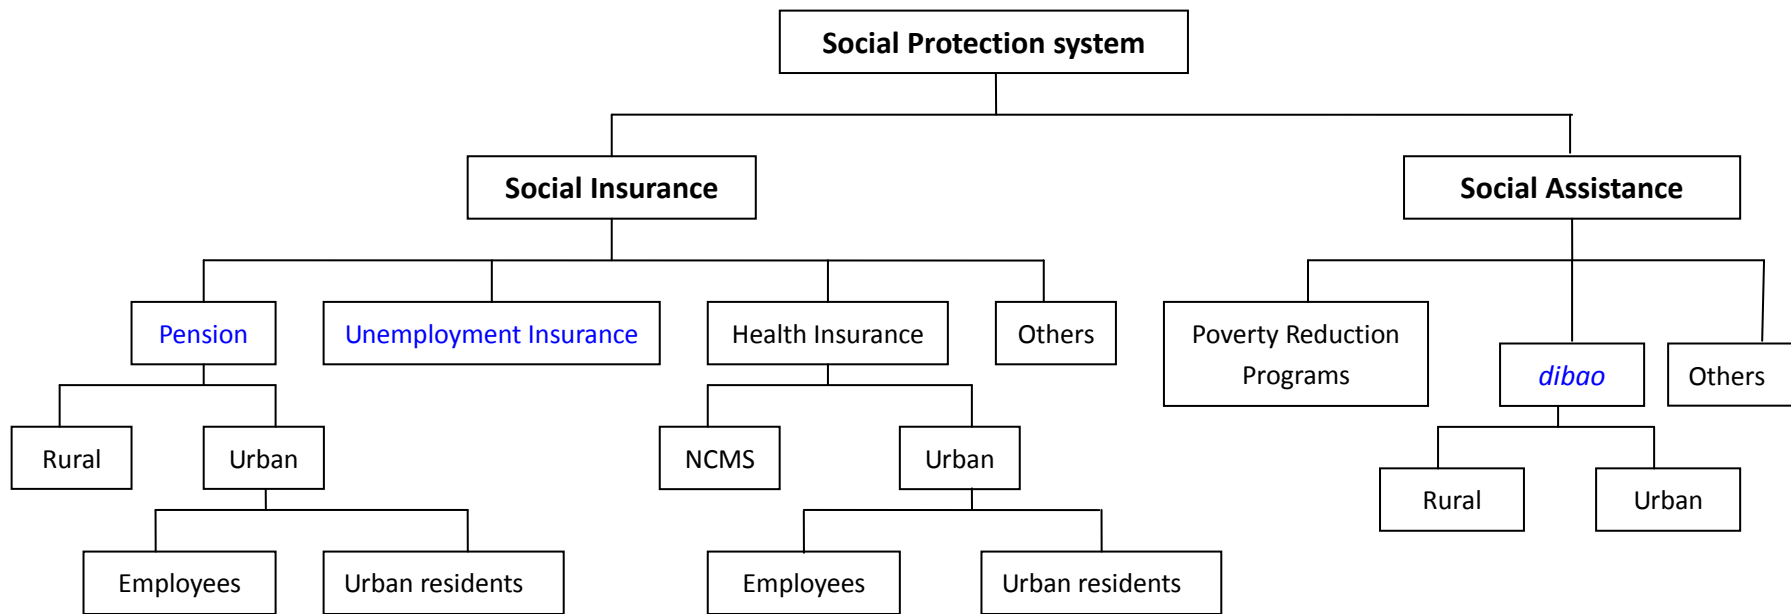 Social Protection system
Social Insurance
Social Assistance
Pension
Unemployment Insurance
Health Insurance
Others
Poverty Reduction
Programs
dibao
Others
Rural
Urban
NCMS
Urban
Rural
Urban
Employees
Urban residents
Employees
Urban residents